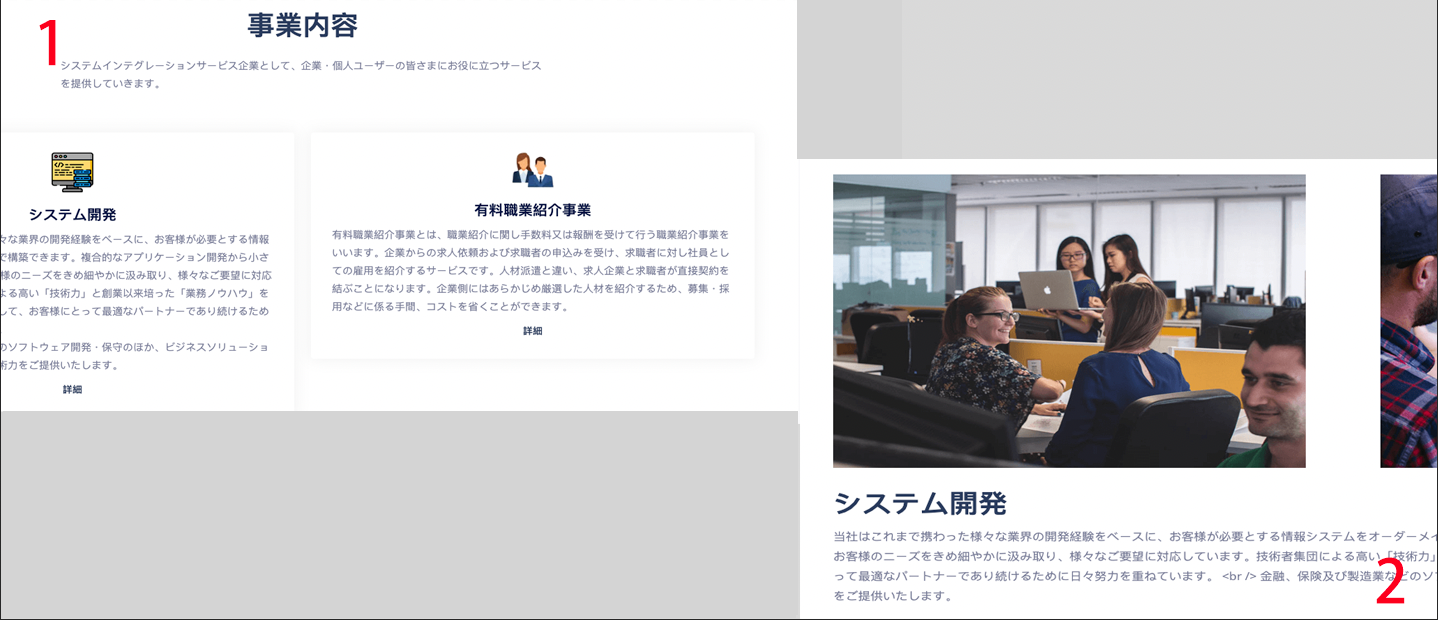 1
事業内容
システムインテグレーションサービス企業として、企業・個人ユーザーの皆さまにお役に立つサービス
を提供していきます。
システム開発
々な業界の開発経験をベースに、お客様が必要とする情報
で構築できます。複合的なアプリケーション開発から小さ
様のニーズをきめ細やかに汲み取り、様々なご要望に対応
よる高い「技術力」と創業以来培った「業務ノウハウ」を
して、お客様にとって最適なパートナーであり続けるため
のソフトウェア開発・保守のほか、ビジネスソリューショ
術力をご提供いたします。
詳細
有料職業紹介事業
有料職業紹介事業とは、職業紹介に関し手数料又は報酬を受けて行う職業紹介事業を
いいます。企業からの求人依頼および求職者の申込みを受け、求職者に対し社員とし
ての雇用を紹介するサービスです。人材派遣と違い、求人企業と求職者が直接契約を
結ぶことになります。企業側にはあらかじめ厳選した人材を紹介するため、募集・採
用などに係る手間、コストを省くことができます。
詳細
システム開発
当社はこれまで携わった様々な業界の開発経験をベースに、お客様が必要とする情報システムをオーダーメイ
お客様のニーズをきめ細やかに汲み取り、様々なご要望に対応しています。技術者集団による高い「技術力」
って最適なパートナーであり続けるために日々努力を重ねています。 <br /> 金融、保険及び製造業などのソフ
をご提供いたします。
2